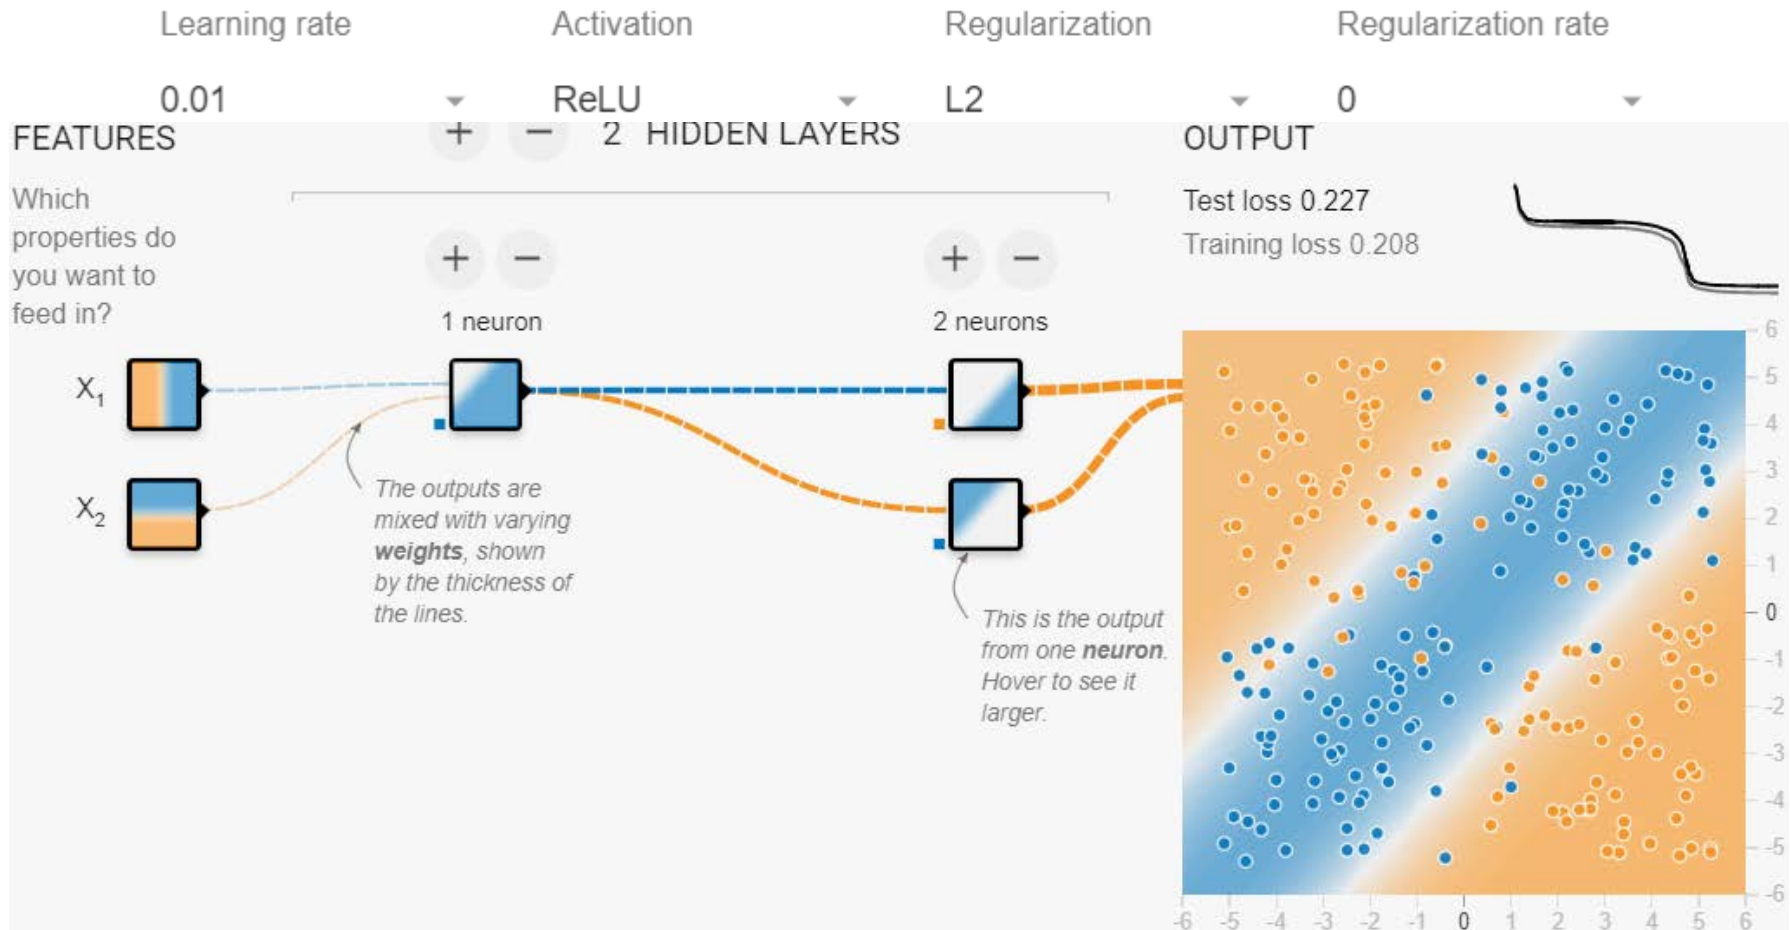 Learning rate
Activation
Regularization
Regularization rate
0.01
ReLU
L2
0
FEATURES
+ − 2 HIDDEN LAYERS
OUTPUT
Which
properties do
you want to
feed in?
+ −
1 neuron
+ −
2 neurons
Test loss 0.227
Training loss 0.208
X1
X2
The outputs are
mixed with varying
weights, shown
by the thickness of
the lines.
This is the output
from one neuron.
Hover to see it
larger.
6
5
4
3
2
1
0
-1
-2
-3
-4
-5
-6
-6 -5 -4 -3 -2 -1 0 1 2 3 4 5 6